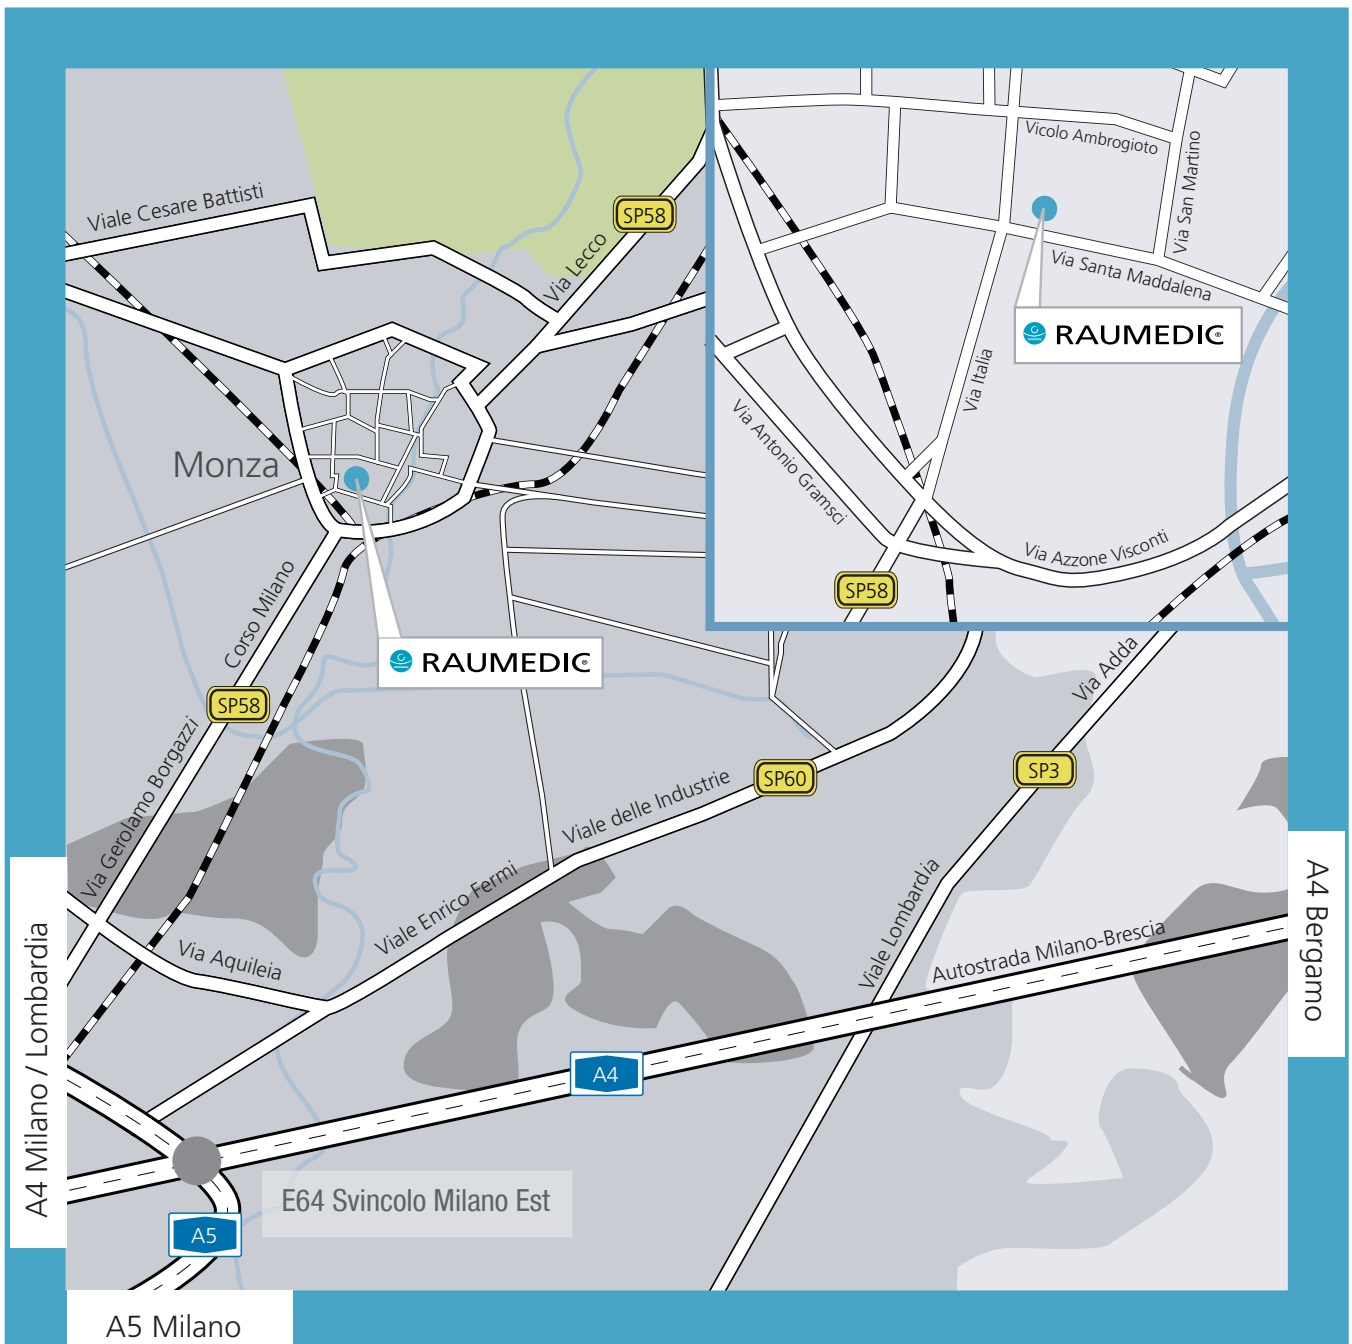 Viale Cesare Battisti
SP58
Via Lecco
Monza
Corso Milano
RAUMEDIC
SP58
Via Gerolamo Borgazzi
Via Aquileia
Viale Enrico Fermi
Viale delle Industrie
SP60
Via Adda
SP3
Viale Lombardia
Autostrada Milano-Brescia
A4
A5
E64 Svincolo Milano Est
Vicolo Ambrogioto
Via San Martino
Via Santa Maddalena
RAUMEDIC
Via Italia
Via Antonio Gramsci
Via Azzone Visconti
SP58
A4 Milano / Lombardia
A4 Bergamo
A5 Milano